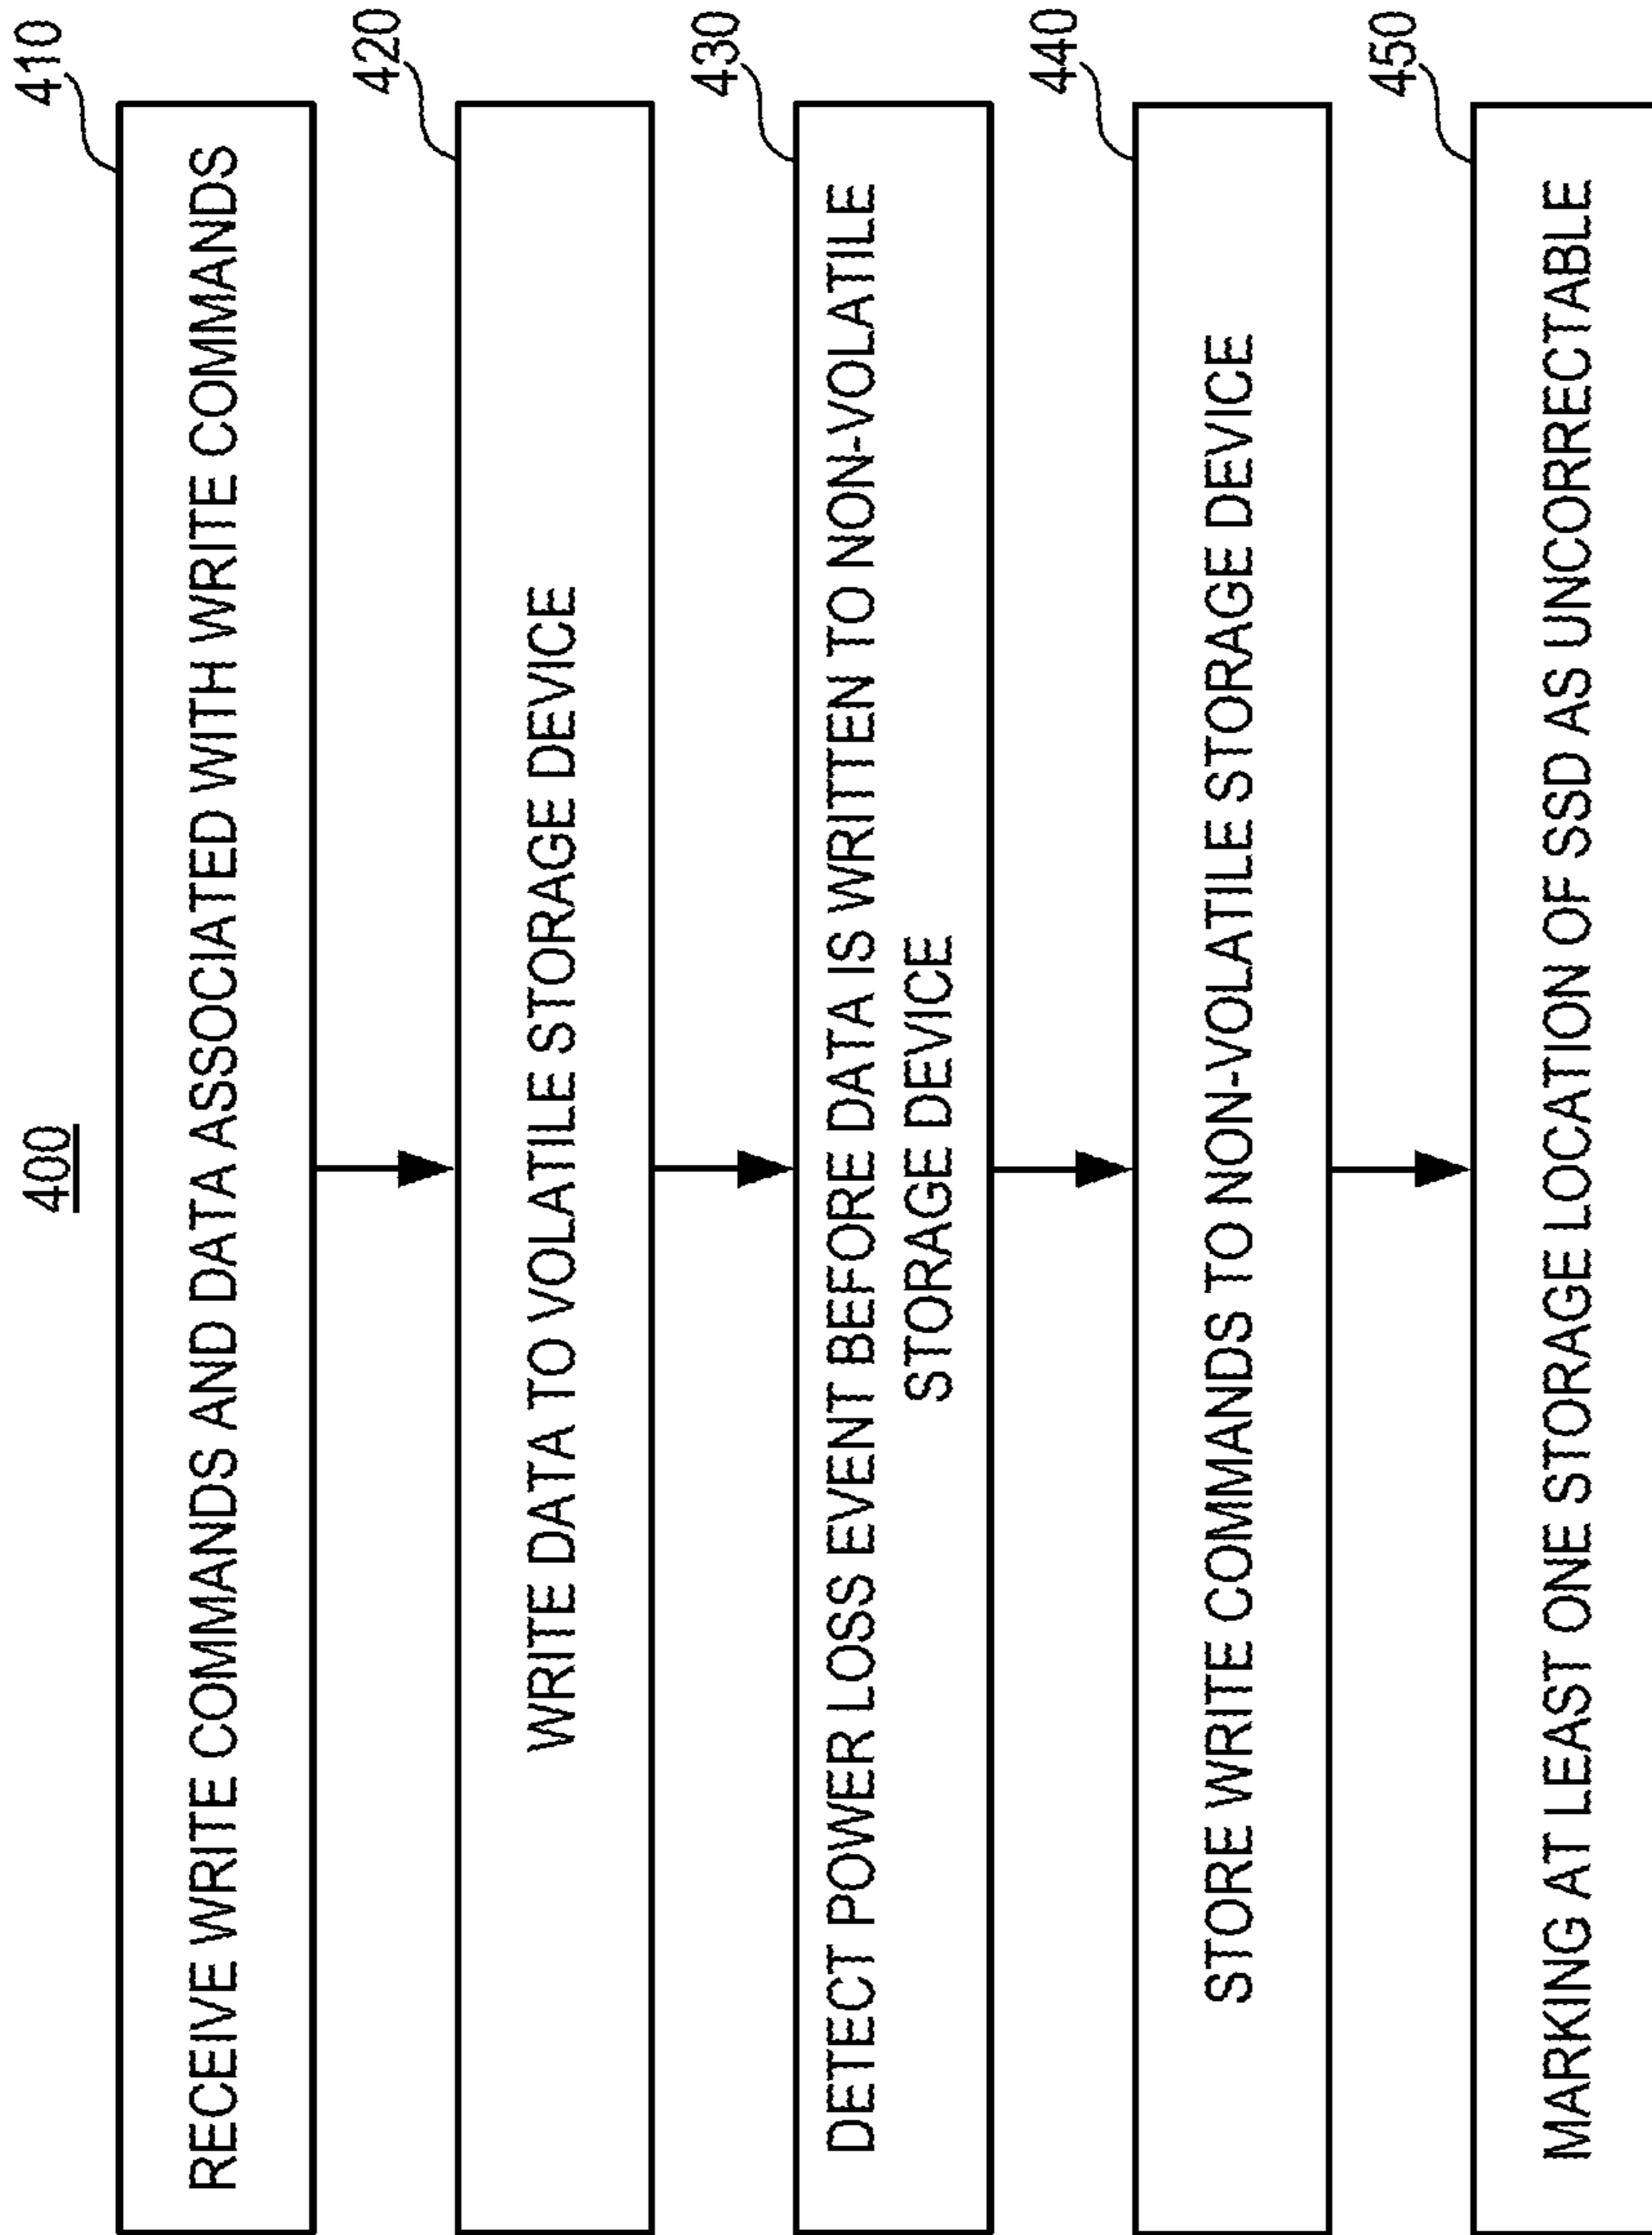 400
410
RECEIVE WRITE COMMANDS AND DATA ASSOCIATED WITH WRITE COMMANDS
420
WRITE DATA TO VOLATILE STORAGE DEVICE
430
DETECT POWER LOSS EVENT BEFORE DATA IS WRITTEN TO NON-VOLATILE
STORAGE DEVICE
440
STORE WRITE COMMANDS TO NON-VOLATILE STORAGE DEVICE
450
MARKING AT LEAST ONE STORAGE LOCATION OF SSD AS UNCORRECTABLE